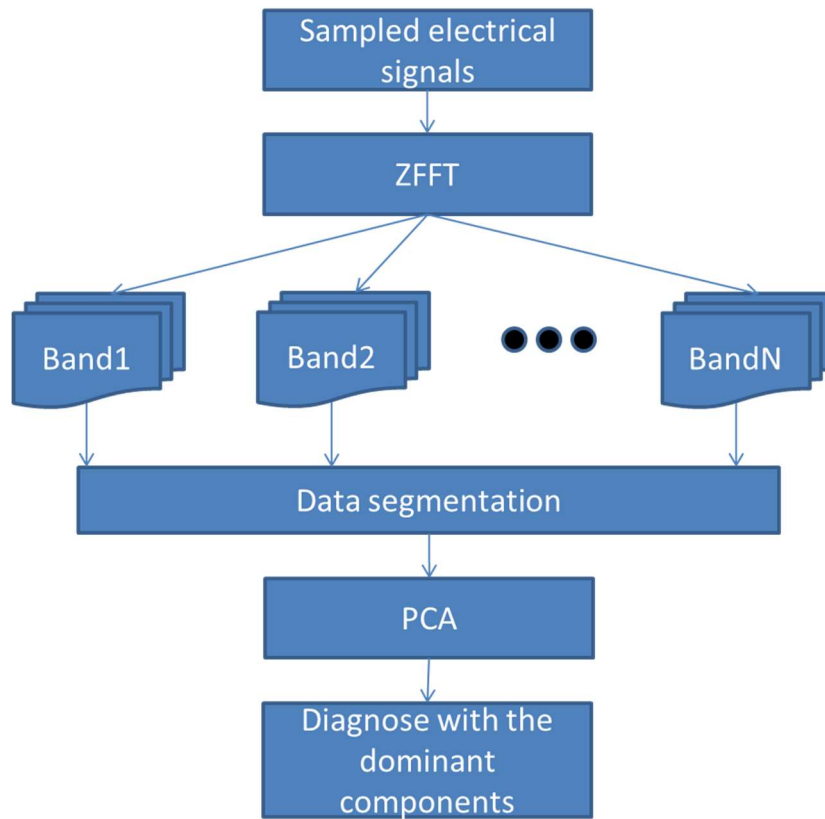 Sampled electrical
signals
ZFFT
Band1
Band2
BandN
Data segmentation
PCA
Diagnose with the
dominant
components